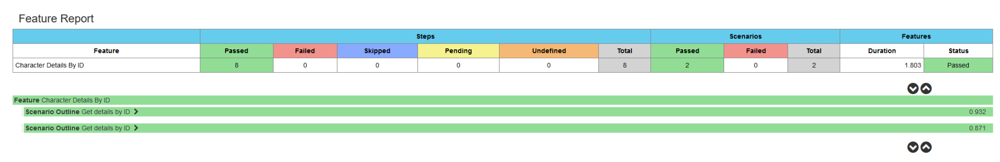 Feature Report
Steps Scenarios Features
Feature Passed Failed Skipped Pending Undefined Total Passed Failed Total Duration Status
Character Details By ID 8 0 0 0 0 8 2 0 2 1.803 Passed
Feature Character Details By ID
Scenario Outline Get details by ID 0.932
Scenario Outline Get details by ID 0.871